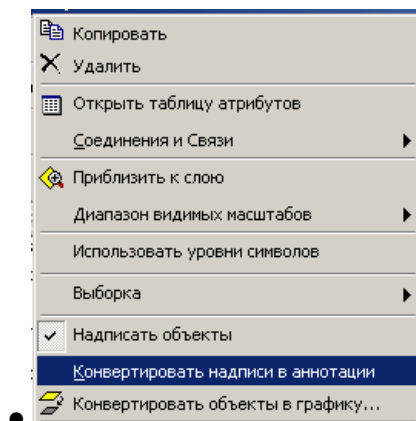 Копировать
Удалить
Открыть таблицу атрибутов
Соединения и Связи
Приблизить к слою
Диапазон видимых масштабов
Использовать уровни символов
Выборка
Надписать объекты
Конвертировать надписи в аннотации
Конвертировать объекты в графику...